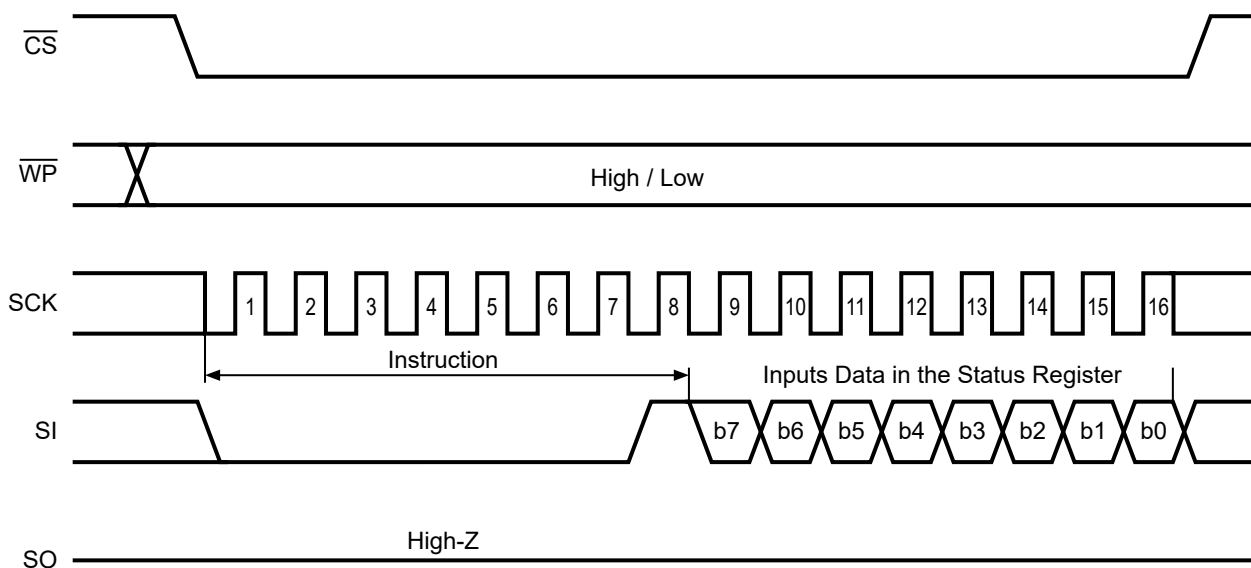 CS
WP
High / Low
SCK
1 2 3 4 5 6 7 8 9 10 11 12 13 14 15 16
Instruction
Inputs Data in the Status Register
SI
b7 b6 b5 b4 b3 b2 b1 b0
High-Z
SO